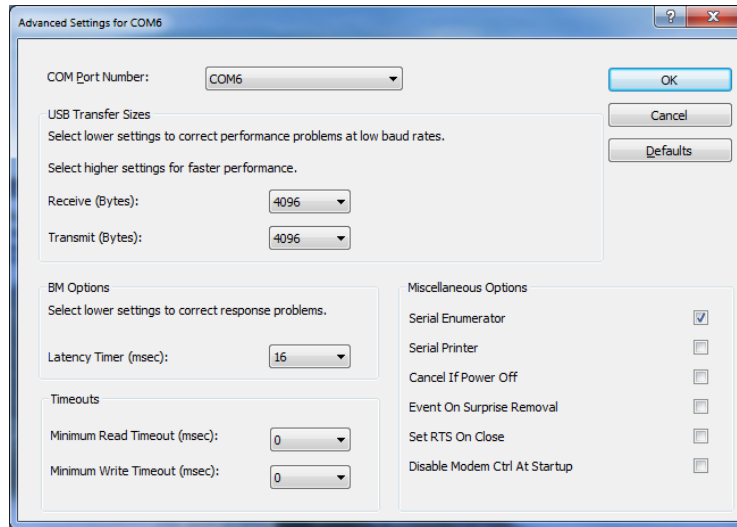 Advanced Settings for COM6
COM Port Number: COM6
OK
USB Transfer Sizes
Cancel
Select lower settings to correct performance problems at low baud rates.
Defaults
Select higher settings for faster performance.
Receive (Bytes): 4096
Transmit (Bytes): 4096
BM Options
Select lower settings to correct response problems.
Latency Timer (msec): 16
Timeouts
Minimum Read Timeout (msec): 0
Minimum Write Timeout (msec): 0
Miscellaneous Options
Serial Enumerator
Serial Printer
Cancel If Power Off
Event On Surprise Removal
Set RTS On Close
Disable Modem Ctrl At Startup